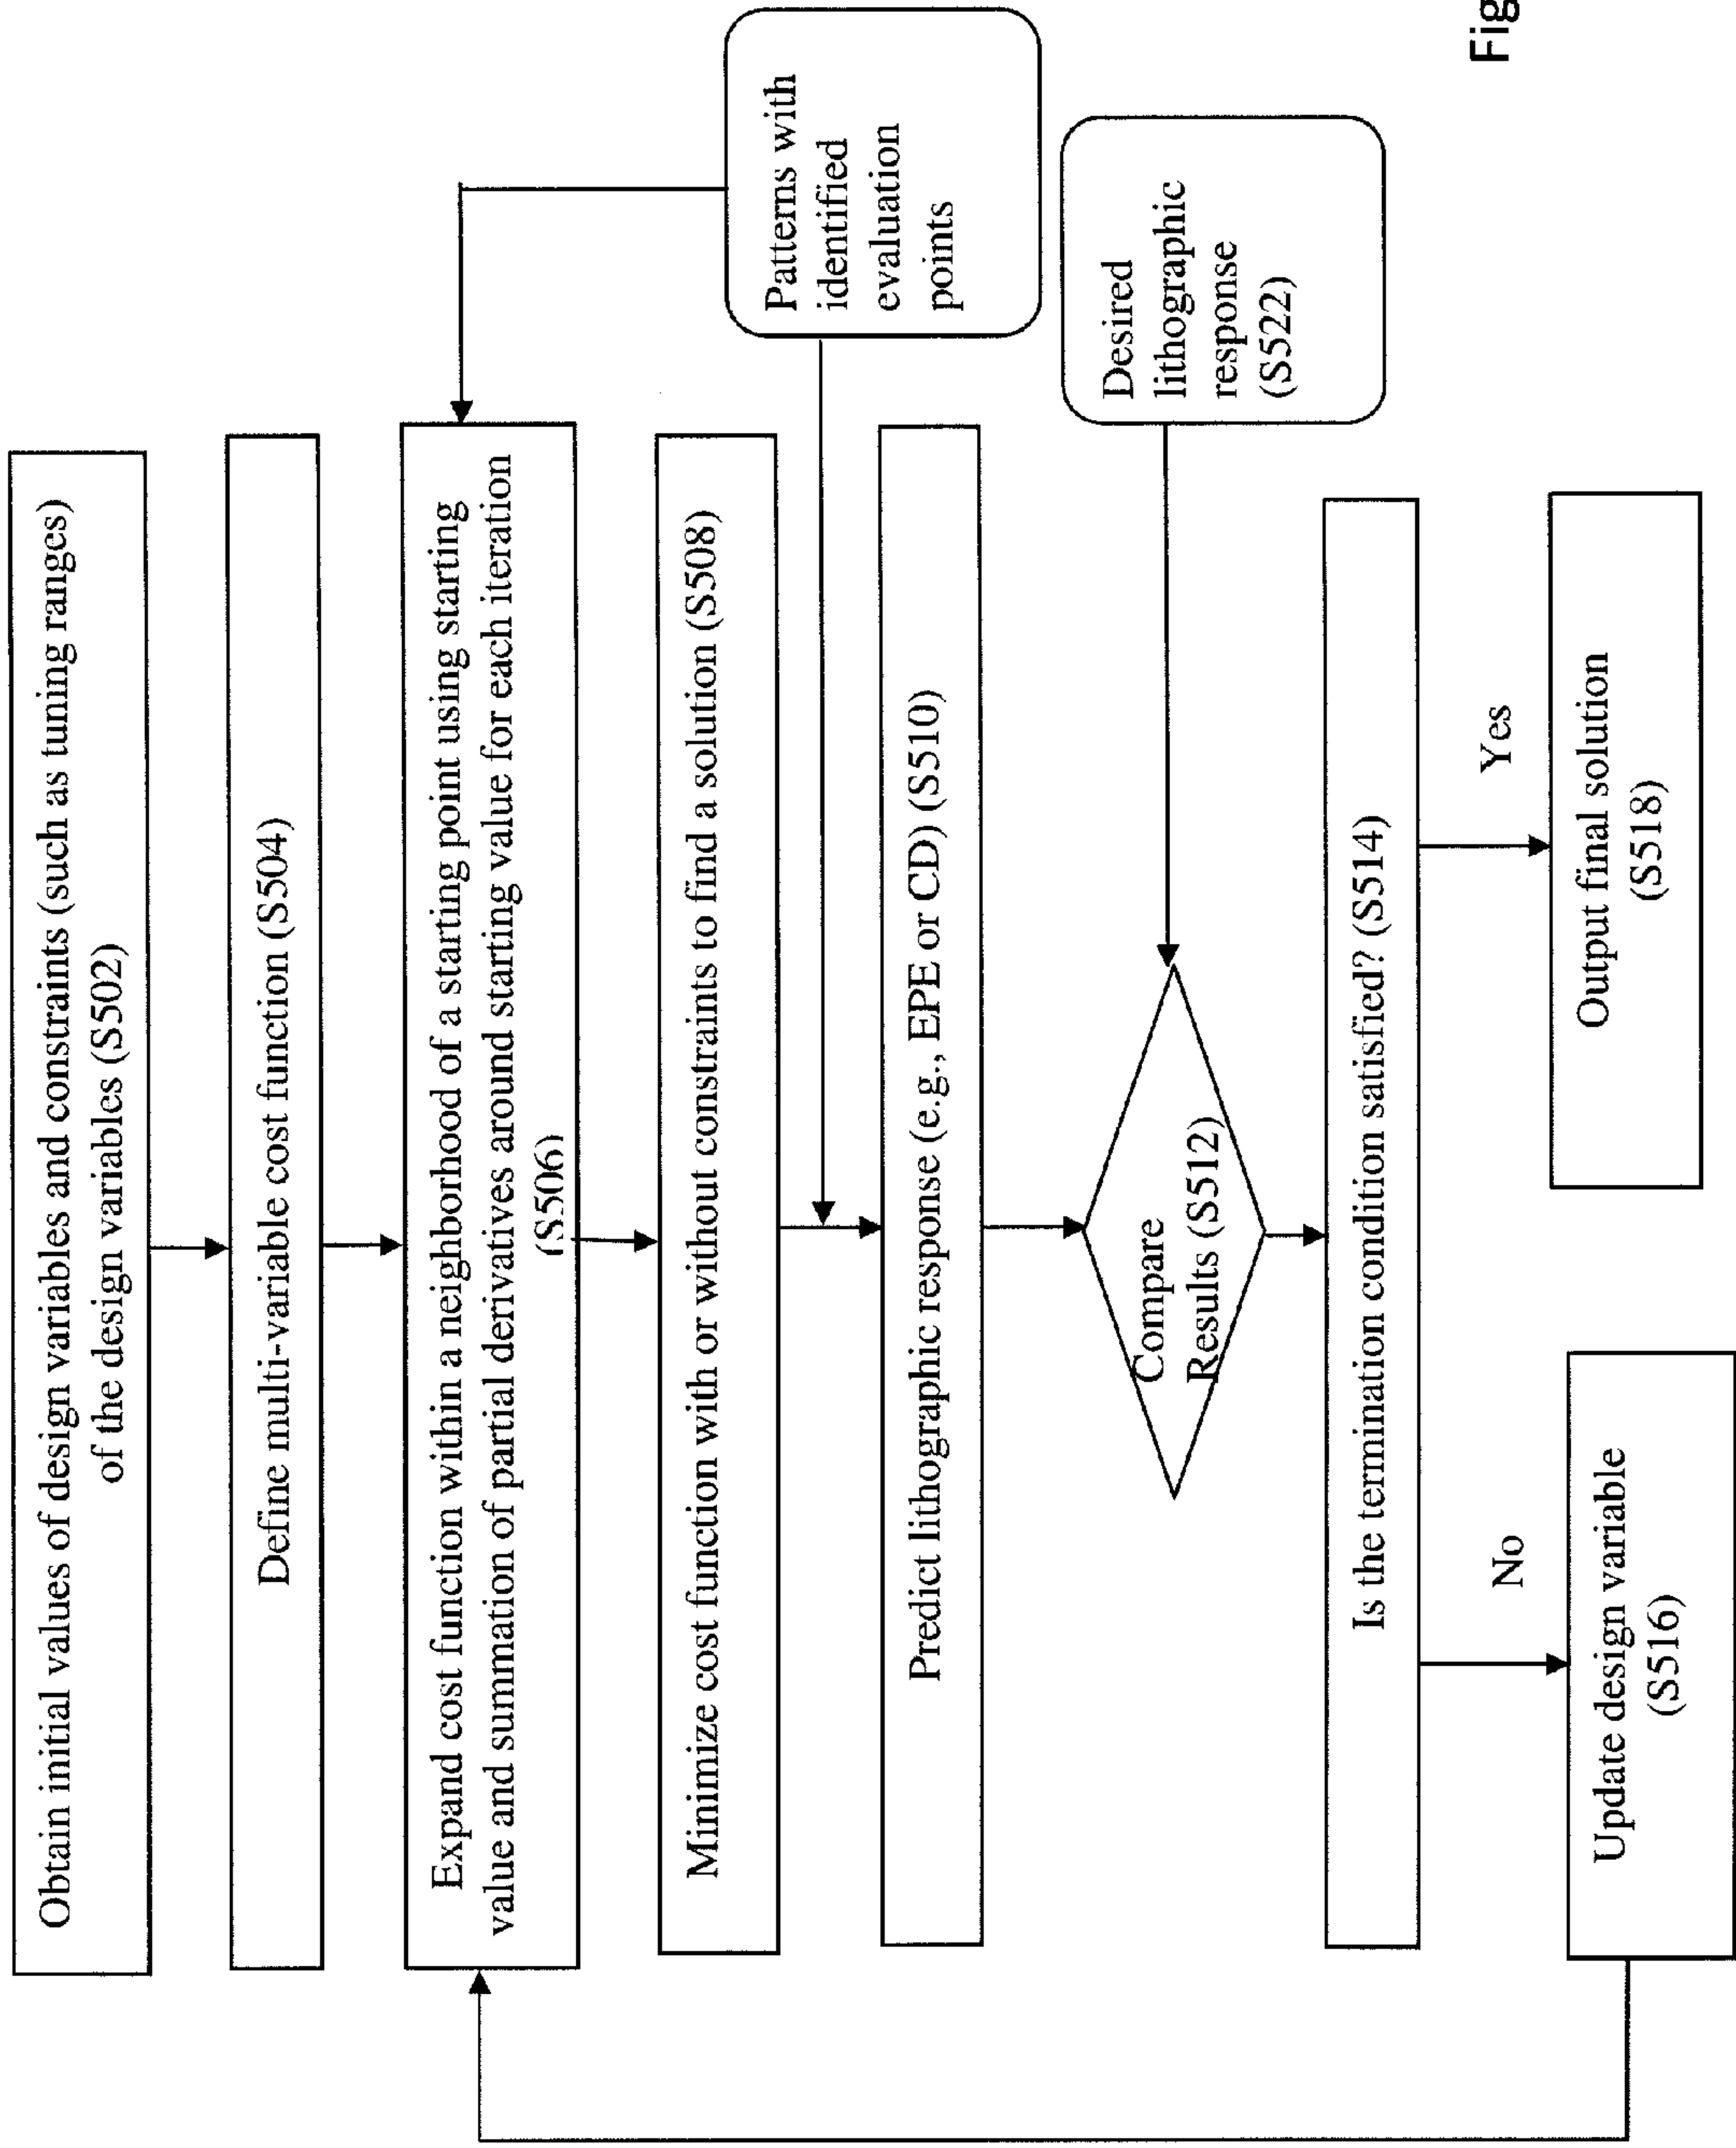 Obtain initial values of design variables and constraints (such as tuning ranges)
of the design variables (S502)
Define multi-variable cost function (S504)
Expand cost function within a neighborhood of a starting point using starting
value and summation of partial derivatives around starting value for each iteration
(S506)
Patterns with
identified
evaluation
points
Minimize cost function with or without constraints to find a solution (S508)
Predict lithographic response (e.g., EPE or CD)) (S510)
Desired
lithographic
response
(S522)
Compare
Results (S512)
Is the termination condition satisfied? (S514)
No
Yes
Update design variable
(S516)
Output final solution
(S518)
Fig